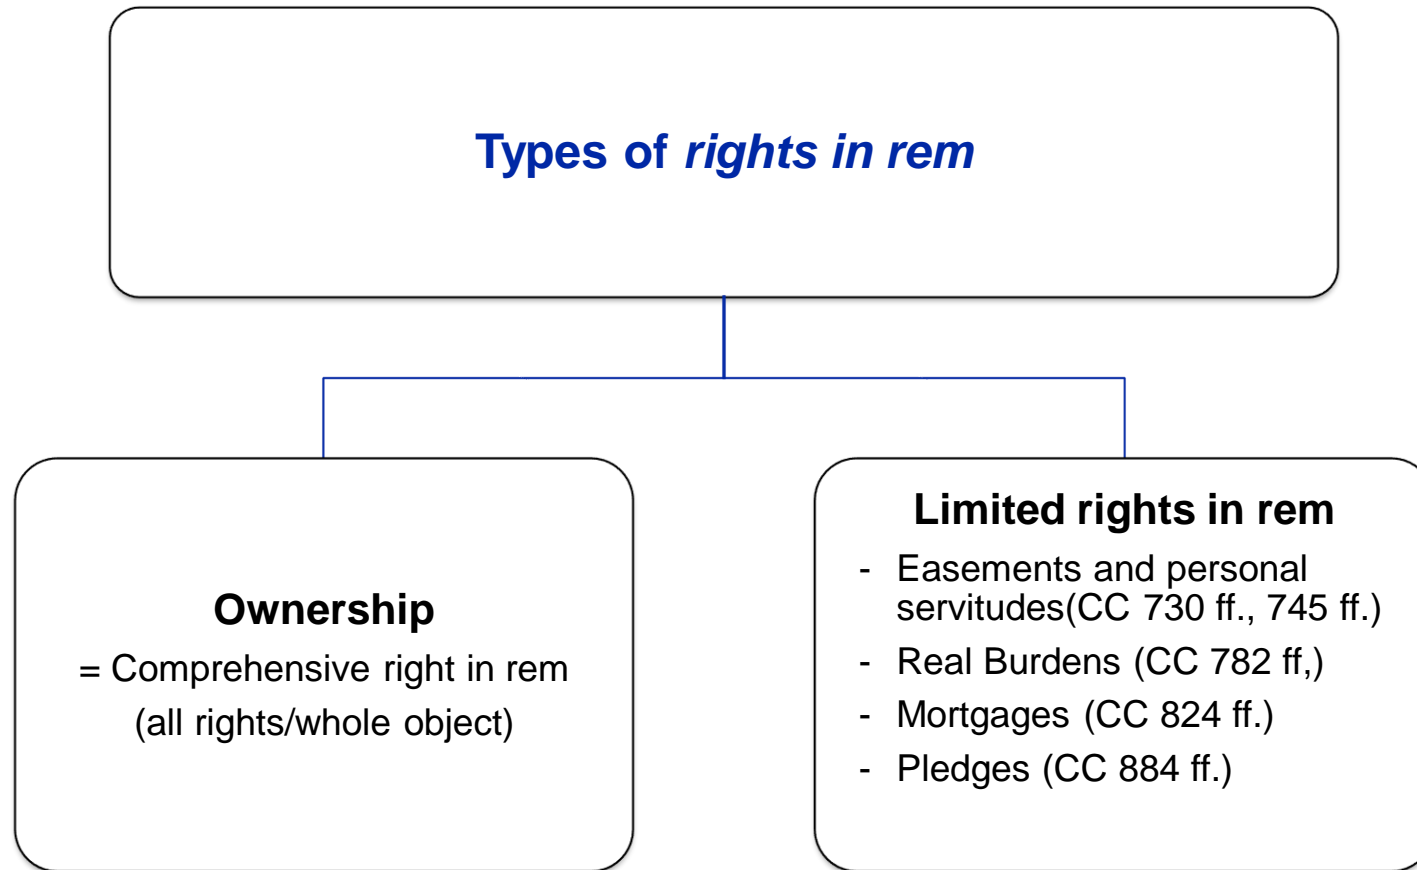 Types of rights in rem
Ownership
= Comprehensive right in rem
(all rights/whole object)
Limited rights in rem
- Easements and personal
servitudes(CC 730 ff., 745 ff.)
- Real Burdens (CC 782 ff,)
- Mortgages (CC 824 ff.)
- Pledges (CC 884 ff.)